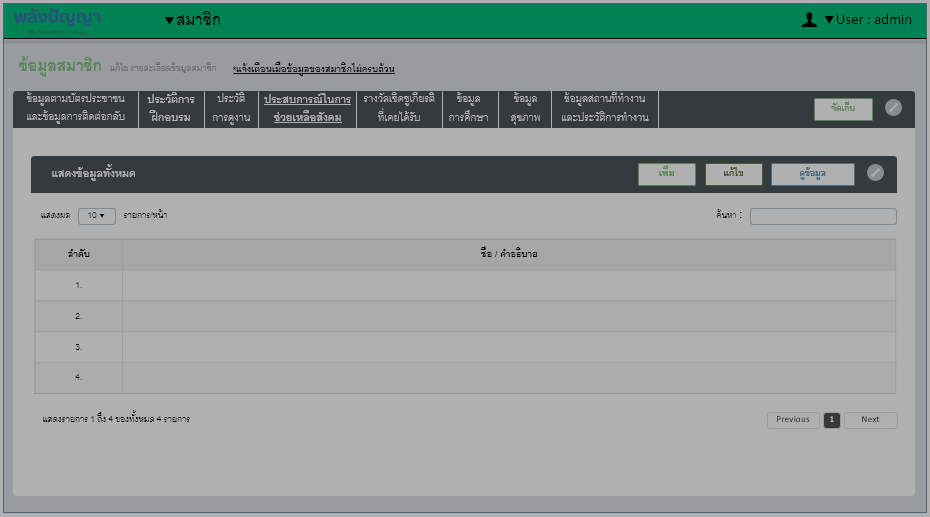 พลังปัญญา
▼สมาชิก
▼User : admin
ข้อมูลสมาชิก แก้ไข รายละเอียดข้อมูลสมาชิก *แจ้งเตือนเมื่อข้อมูลของสมาชิกไม่ครบถ้วน
ข้อมูลตามบัตรประชาชน
และข้อมูลการติดต่อกลับ
ประวัติการ
ฝึกอบรม
ประวัติ
การดูงาน
ประสบการณ์ในการ
ช่วยเหลือสังคม
รางวัลเชิดชูเกียรติ
ที่เคยได้รับ
ข้อมูล
การศึกษา
ข้อมูล
สุขภาพ
ข้อมูลสถานที่ทำงาน
และประวัติการทำงาน
จัดเก็บ
แสดงข้อมูลทั้งหมด
เพิ่ม
แก้ไข
ดูข้อมูล
แสดงผล 10 ▼ รายการ/หน้า
ค้นหา :
ลำดับ ชื่อ / คำอธิบาย
1.
2.
3.
4.
แสดงรายการ 1 ถึง 4 ของทั้งหมด 4 รายการ
Previous 1 Next